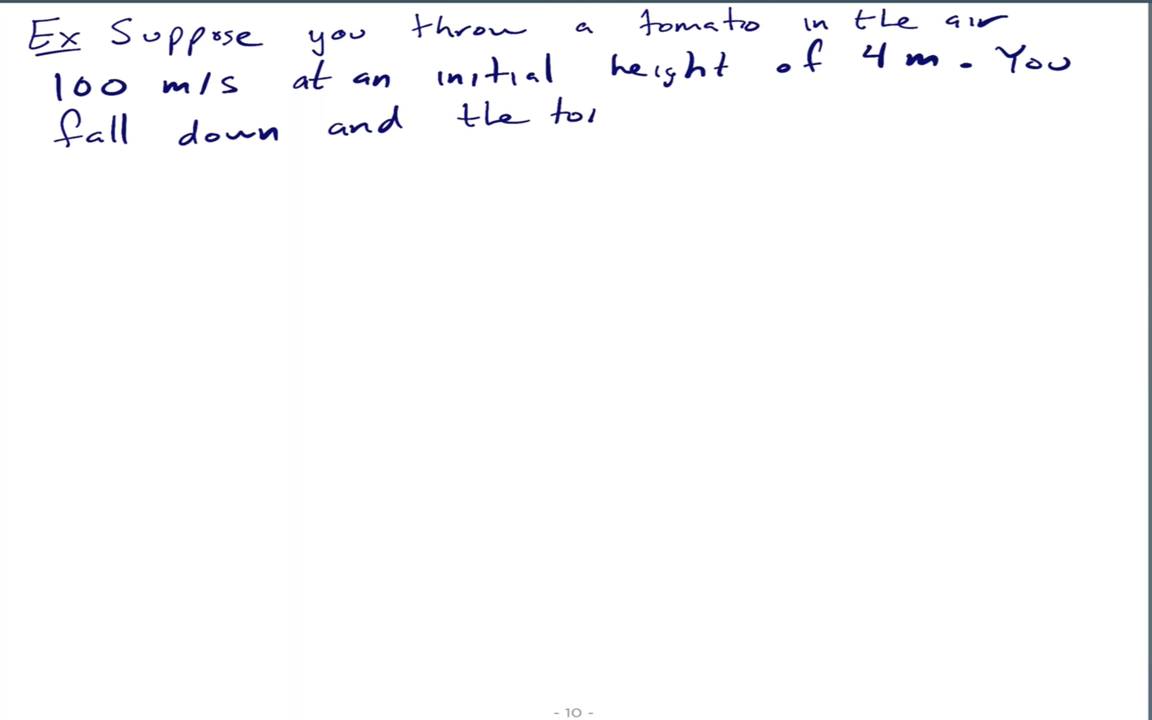 Ex Suppose you throw a tomato in the air
100 m/s at an initial height of 4 m. You
fall down and the
- 10 -